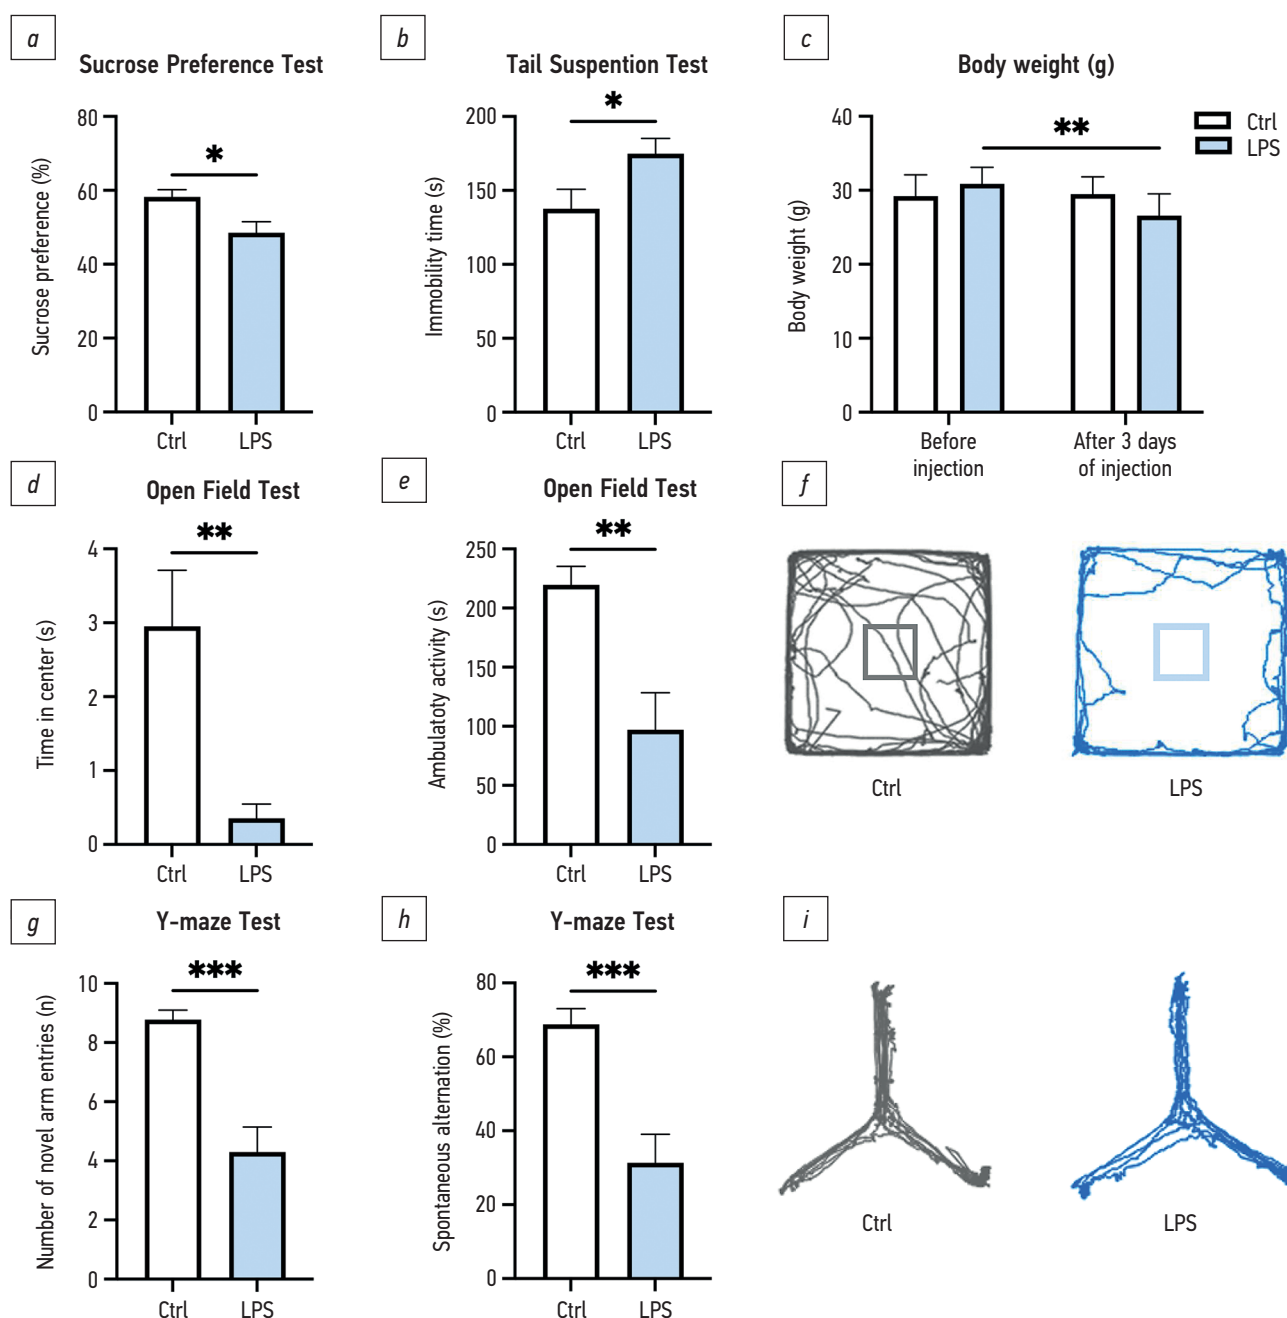 a
Sucrose Preference Test
80
60
40
20
0
Sucrose preference (%)
*
Ctrl
LPS
b
Tail Suspention Test
200
150
100
50
0
Immobility time (s)
*
Ctrl
LPS
c
Body weight (g)
40
30
20
10
0
Body weight (g)
**
Ctrl
LPS
Before
injection
After 3 days
of injection
d
Open Field Test
4
3
2
1
0
Time in center (s)
**
Ctrl
LPS
e
Open Field Test
250
200
150
100
50
0
Ambulatoty activity (s)
**
Ctrl
LPS
f
Ctrl
LPS
g
Y-maze Test
10
8
6
4
2
0
Number of novel arm entries (n)
***
Ctrl
LPS
h
Y-maze Test
80
60
40
20
0
Spontaneous alternation (%)
***
Ctrl
LPS
i
Ctrl
LPS